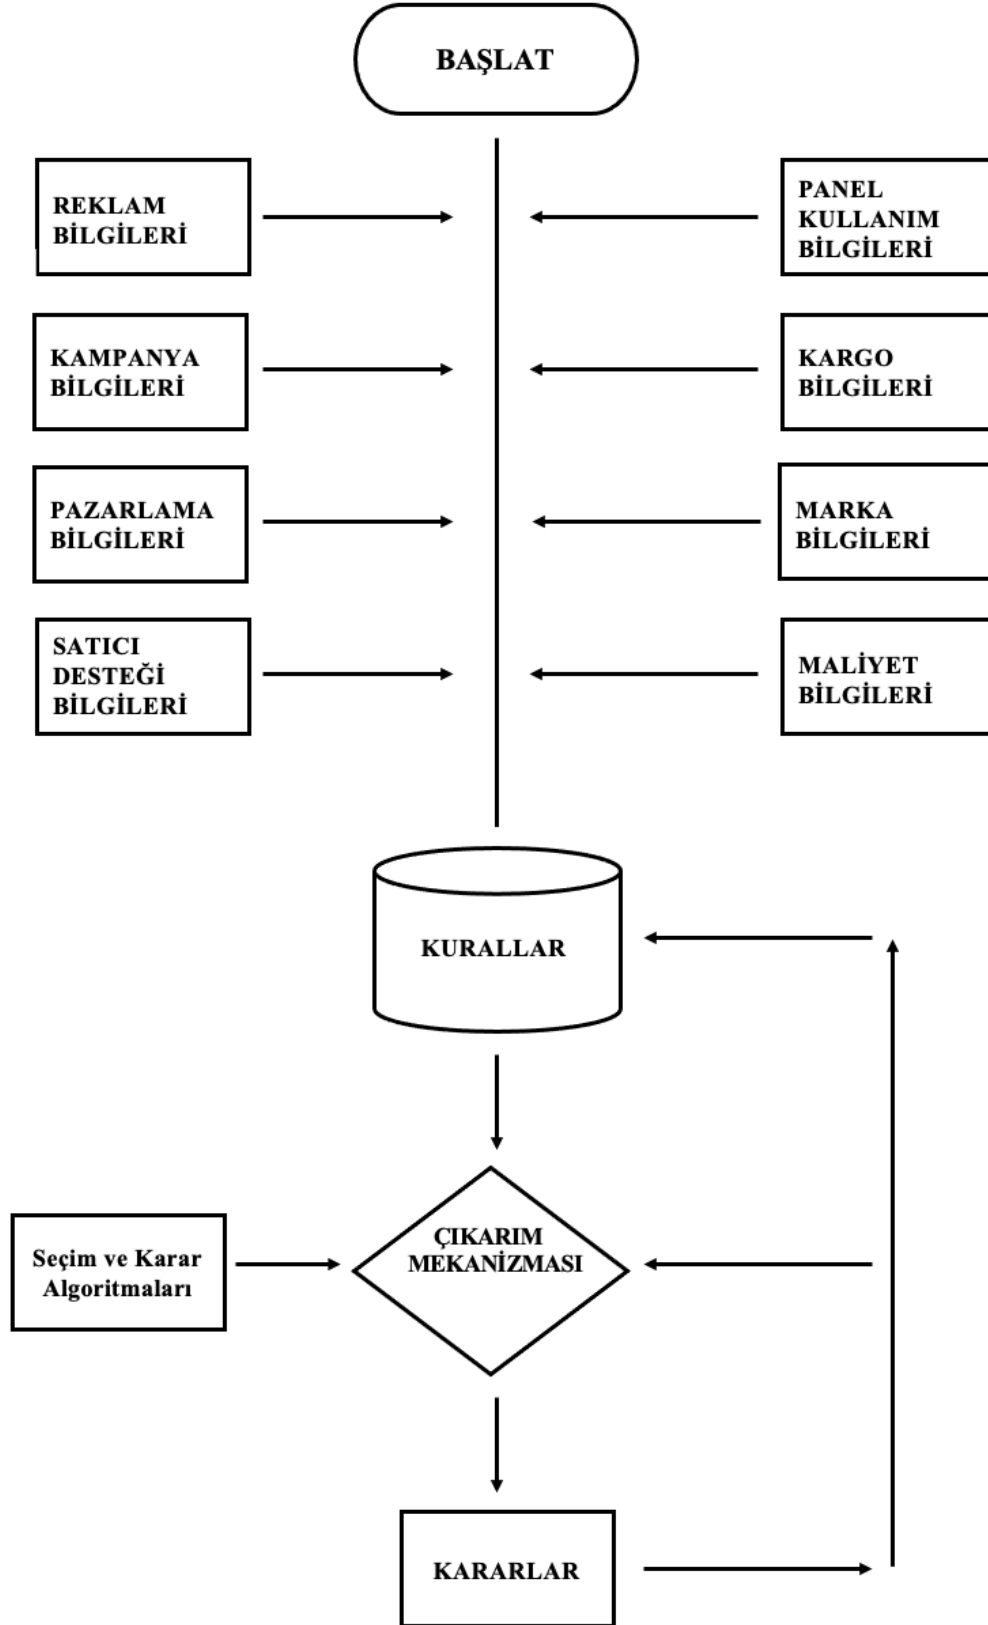 BAŞLAT
REKLAM
BİLGİLERİ
PANEL
KULLANIM
BİLGİLERİ
KAMPANYA
BİLGİLERİ
KARGO
BİLGİLERİ
PAZARLAMA
BİLGİLERİ
MARKA
BİLGİLERİ
SATICI
DESTEĞİ
BİLGİLERİ
MALİYET
BİLGİLERİ
KURALLAR
Seçim ve Karar
Algoritmaları
ÇIKARIM
MEKANİZMASI
KARARLAR